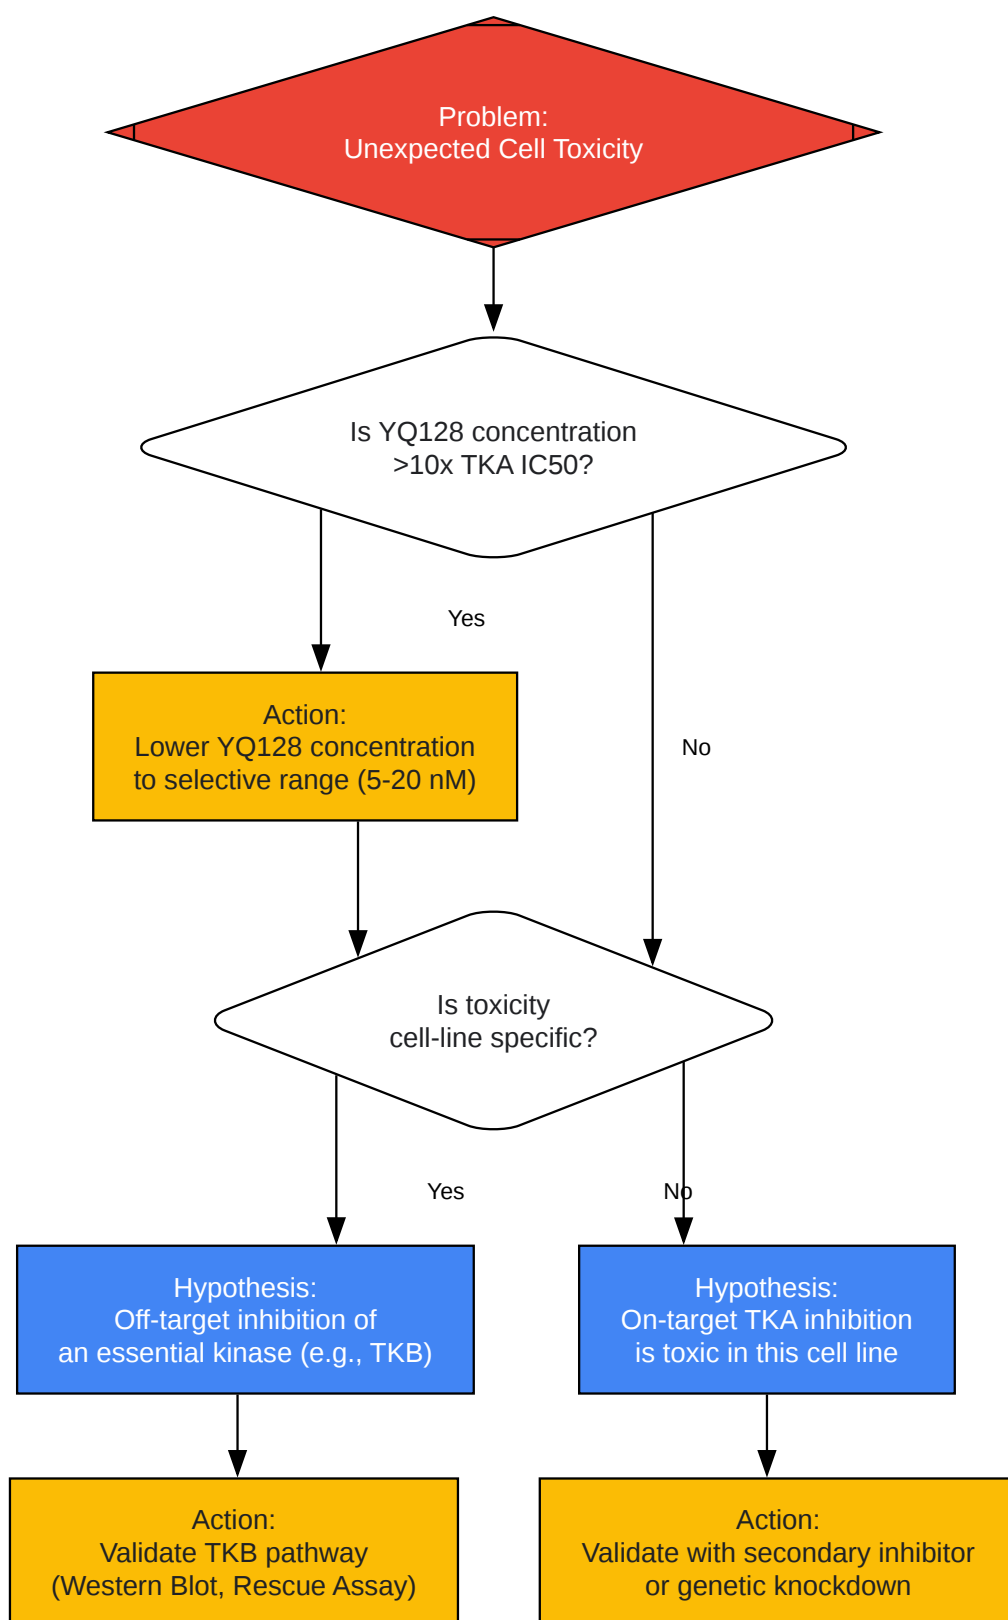 Problem:
Unexpected Cell Toxicity
Is YQ128 concentration
>10x TKA IC50?
Yes
Action:
Lower YQ128 concentration
to selective range (5-20 nM)
No
Is toxicity
cell-line specific?
Yes
No
Hypothesis:
Off-target inhibition of
an essential kinase (e.g., TKB)
Hypothesis:
On-target TKA inhibition
is toxic in this cell line
Action:
Validate TKB pathway
(Western Blot, Rescue Assay)
Action:
Validate with secondary inhibitor
or genetic knockdown